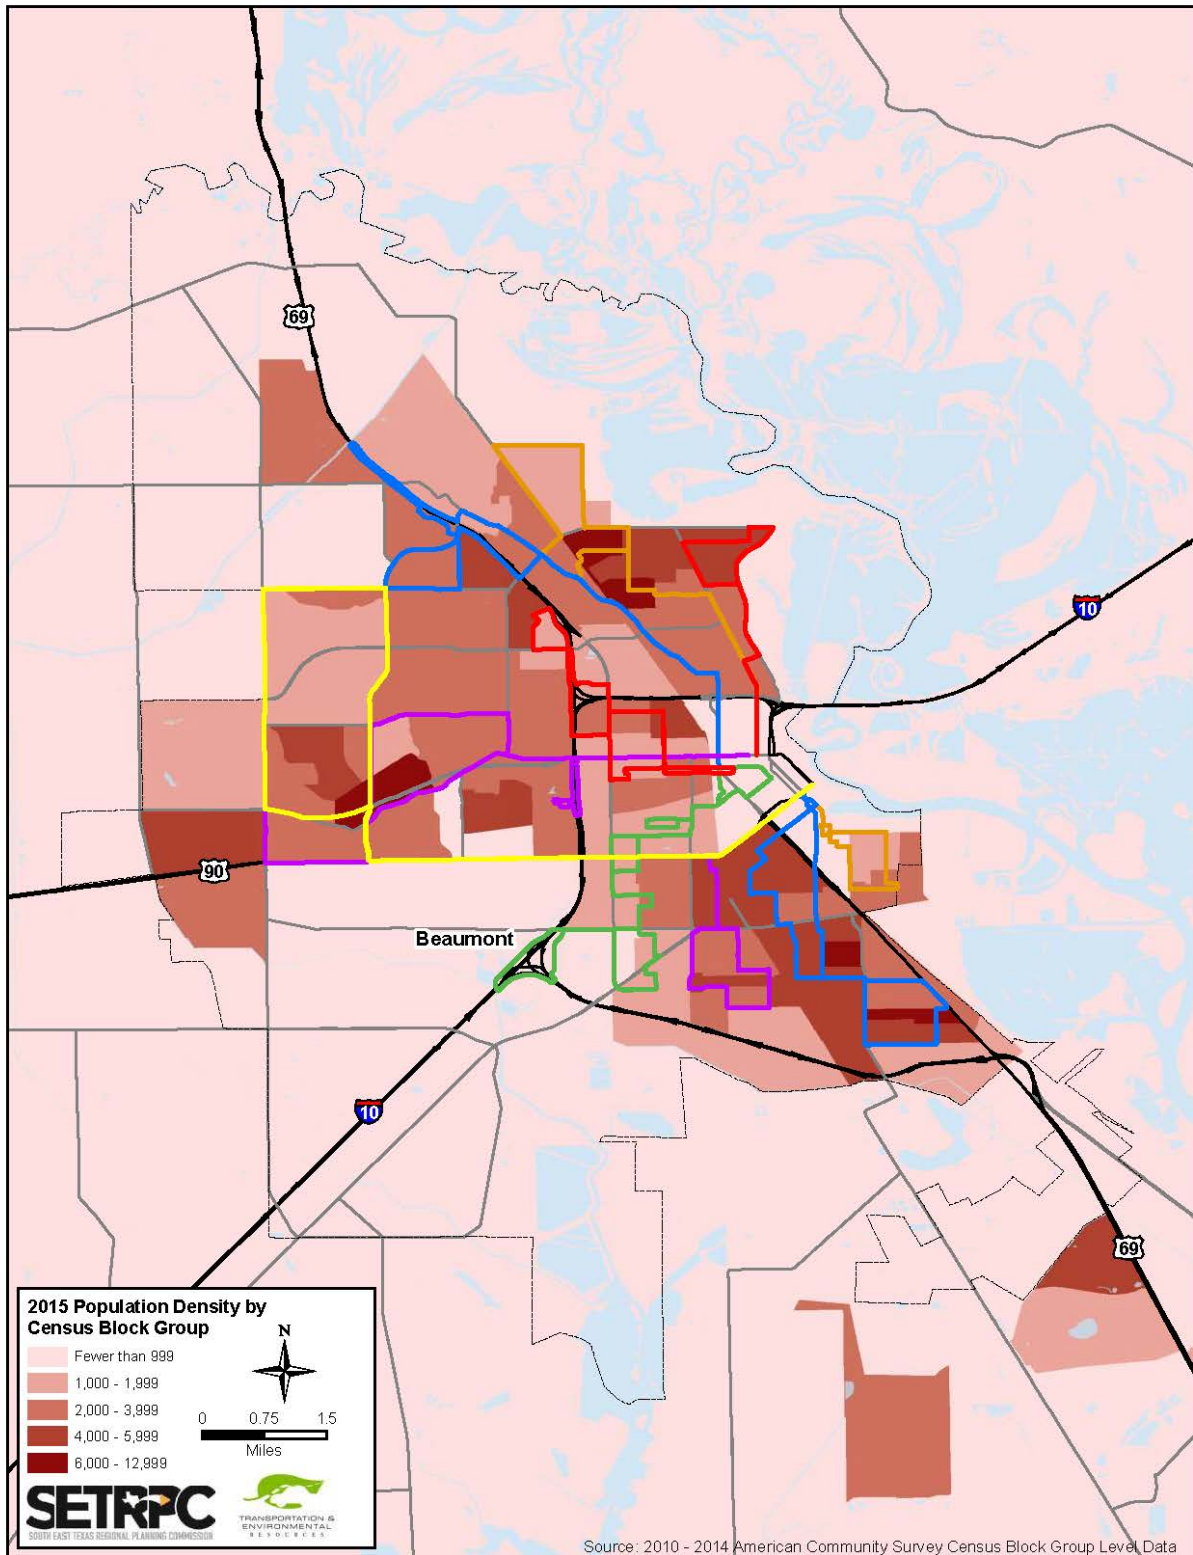 69
10
90
Beaumont
10
69
2015 Population Density by
Census Block Group
N
Fewer than 999
1,000 - 1,999
2,000 - 3,999
4,000 - 5,999
6,000 - 12,999
0 0.75 1.5
Miles
SETRPC
SOUTH EAST TEXAS REGIONAL PLANNING COMMISSION
TRANSPORTATION &
ENVIRONMENTAL
RESOURCES
Source: 2010 - 2014 American Community Survey Census Block Group Level Data